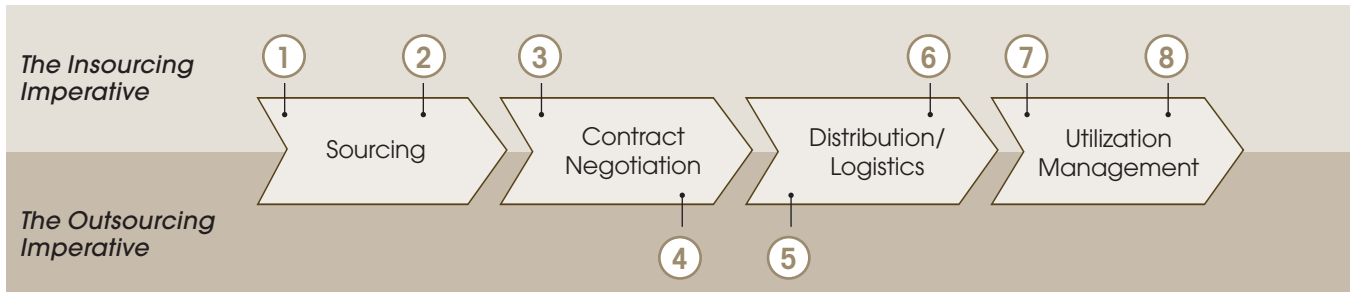 The Insourcing
Imperative
1
2
3
6
7
8
Sourcing
Contract
Negotiation
Distribution/
Logistics
Utilization
Management
The Outsourcing
Imperative
4
5